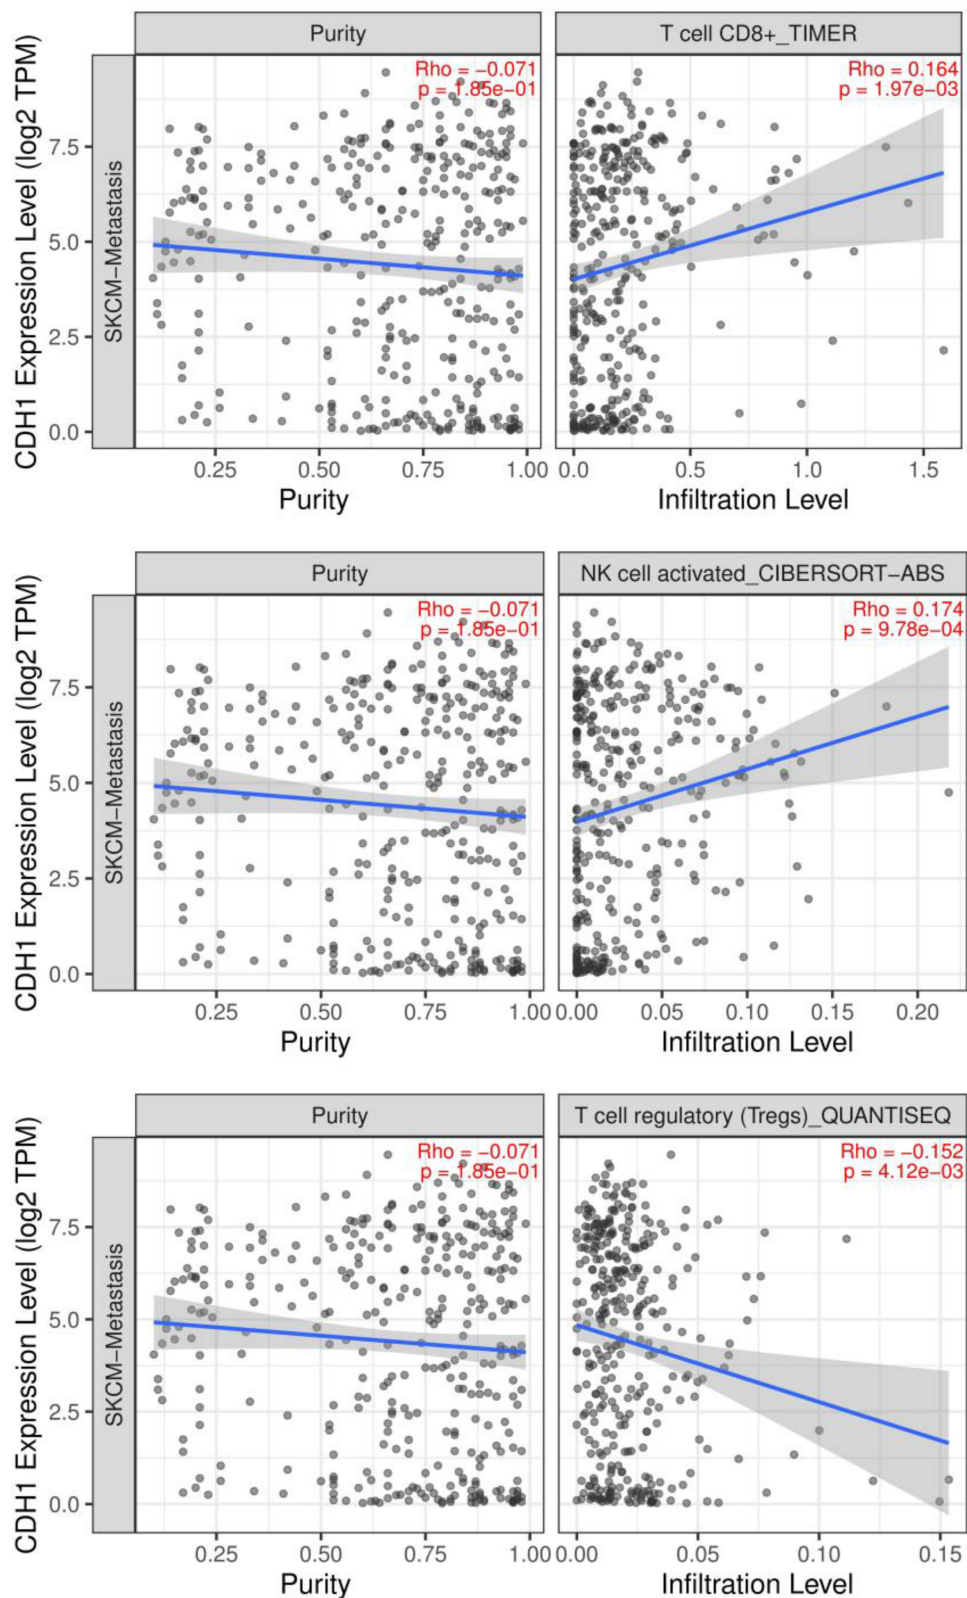 Purity
T cell CD8+_TIMER
CDH1 Expression Level (log2 TPM)
SKCM−Metastasis
Rho = −0.071
p = 1.85e−01
Rho = 0.164
p = 1.97e−03
7.5
5.0
2.5
0.0
0.25
0.50
0.75
1.00
0.0
0.5
1.0
1.5
Purity
Infiltration Level
Purity
NK cell activated_CIBERSORT−ABS
CDH1 Expression Level (log2 TPM)
SKCM−Metastasis
Rho = −0.071
p = 1.85e−01
Rho = 0.174
p = 9.78e−04
7.5
5.0
2.5
0.0
0.25
0.50
0.75
1.00
0.00
0.05
0.10
0.15
0.20
Purity
Infiltration Level
Purity
T cell regulatory (Tregs)_QUANTISEQ
CDH1 Expression Level (log2 TPM)
SKCM−Metastasis
Rho = −0.071
p = 1.85e−01
Rho = −0.152
p = 4.12e−03
7.5
5.0
2.5
0.0
0.25
0.50
0.75
1.00
0.00
0.05
0.10
0.15
Purity
Infiltration Level